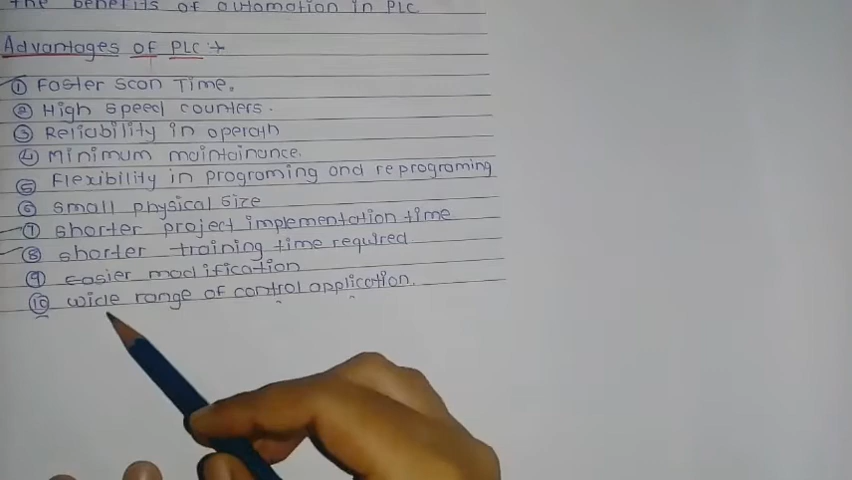 The benefits of automation in PLC
Advantages of PLC :-
① Faster scan Time.
② High speed counters.
③ Reliability in operatn
④ Minimum maintainance.
⑤ Flexibility in programing and reprograming
⑥ small physical size
⑦ shorter project implementation time
⑧ shorter training time required
⑨ Easier modification
⑩ wide range of control application.